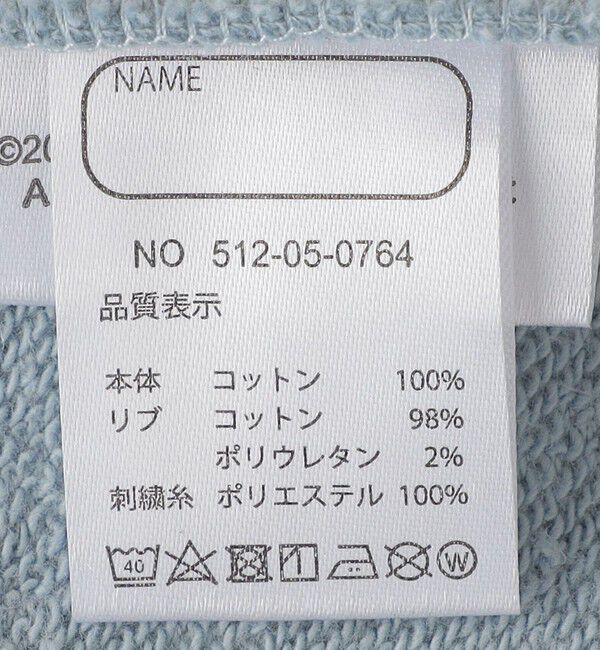 NAME
©20
A
NO 512-05-0764
品質表示
本体 コットン 100%
リブ コットン 98%
ポリウレタン 2%
刺繍糸 ポリエステル 100%
40
W